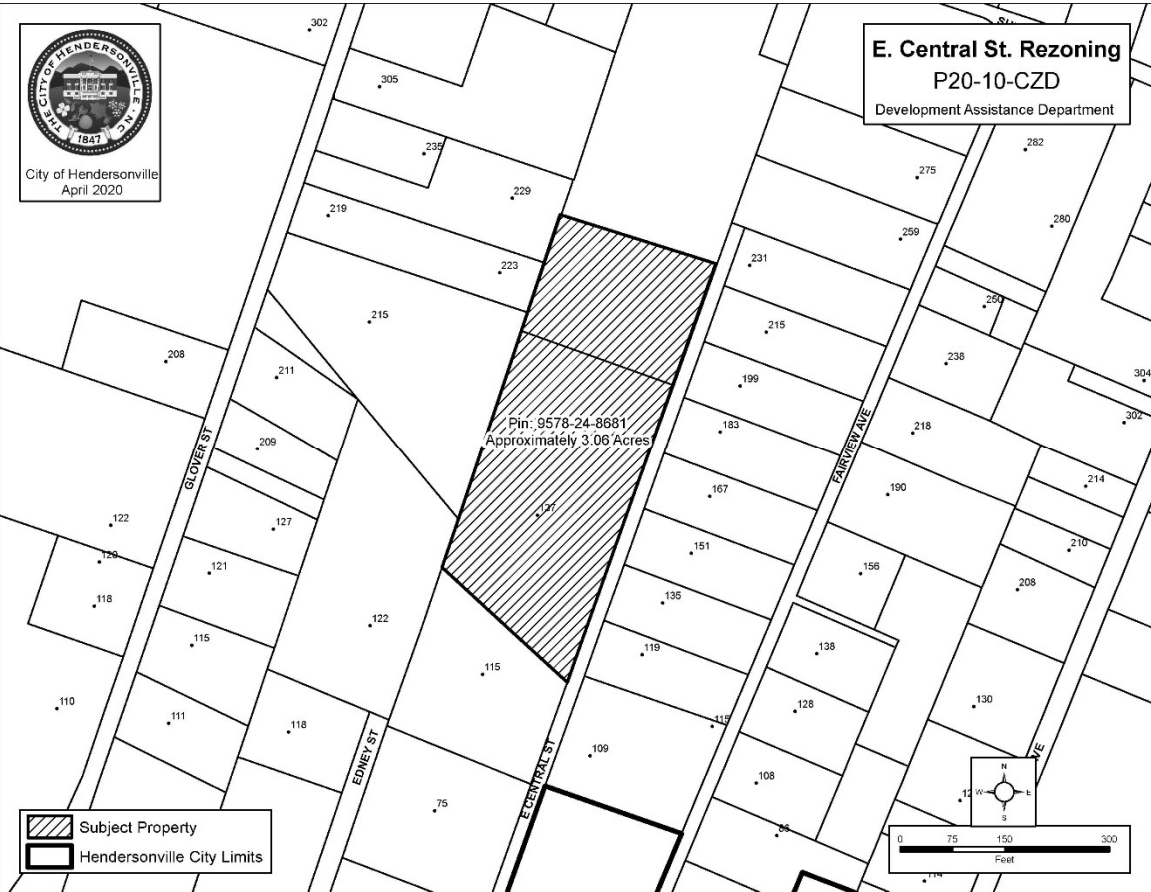 THE CITY OF HENDERSONVILLE, NC
1847
City of Hendersonville
April 2020
E. Central St. Rezoning
P20-10-CZD
Development Assistance Department
302
305
235
229
219
223
215
208
211
209
127
121
115
111
122
118
110
122
118
115
75
GLOVER ST
EDNEY ST
E CENTRAL ST
FAIRVIEW AVE
AVE
Pin: 9578-24-8681
Approximately 3.06 Acres
137
231
215
199
183
167
151
135
119
115
109
275
259
282
280
250
238
218
190
156
138
128
108
86
304
302
214
210
208
130
114
N
W
E
S
0
75
150
300
Feet
Subject Property
Hendersonville City Limits